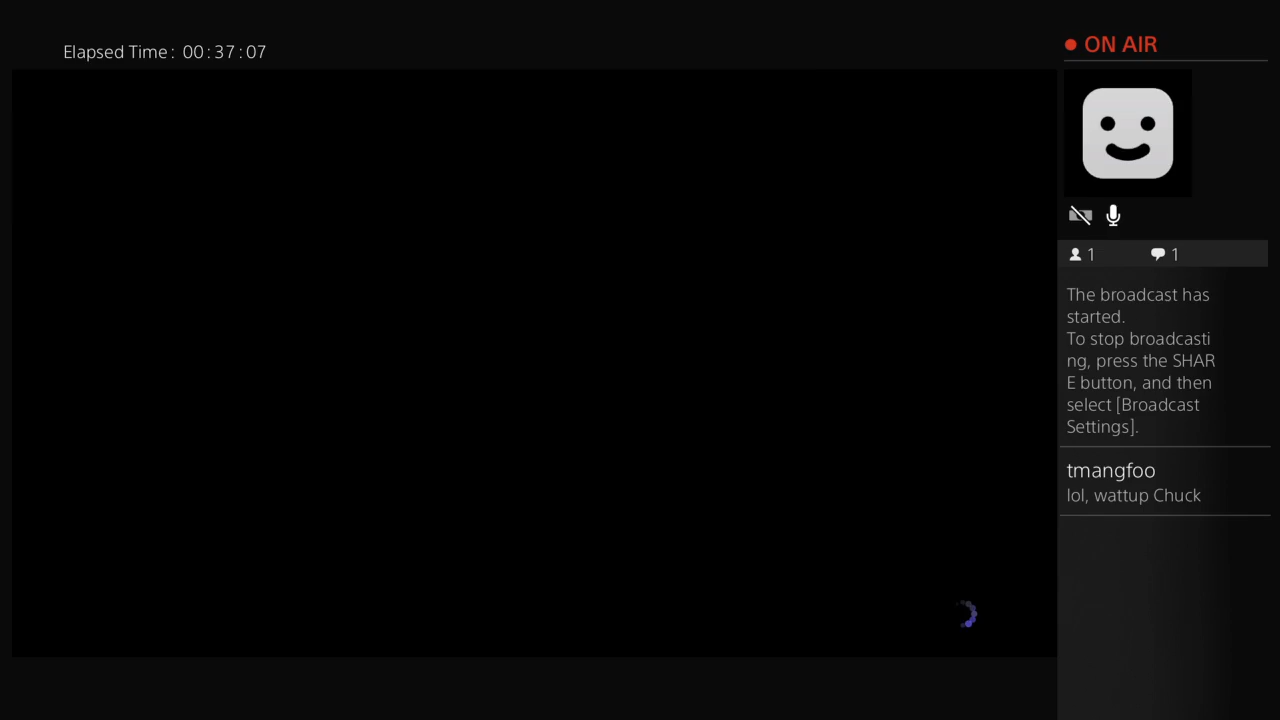 Elapsed Time: 00:37:07
ON AIR
1 1
The broadcast has
started.
To stop broadcasti
ng, press the SHAR
E button, and then
select [Broadcast
Settings].
tmangfoo
lol, wattup Chuck